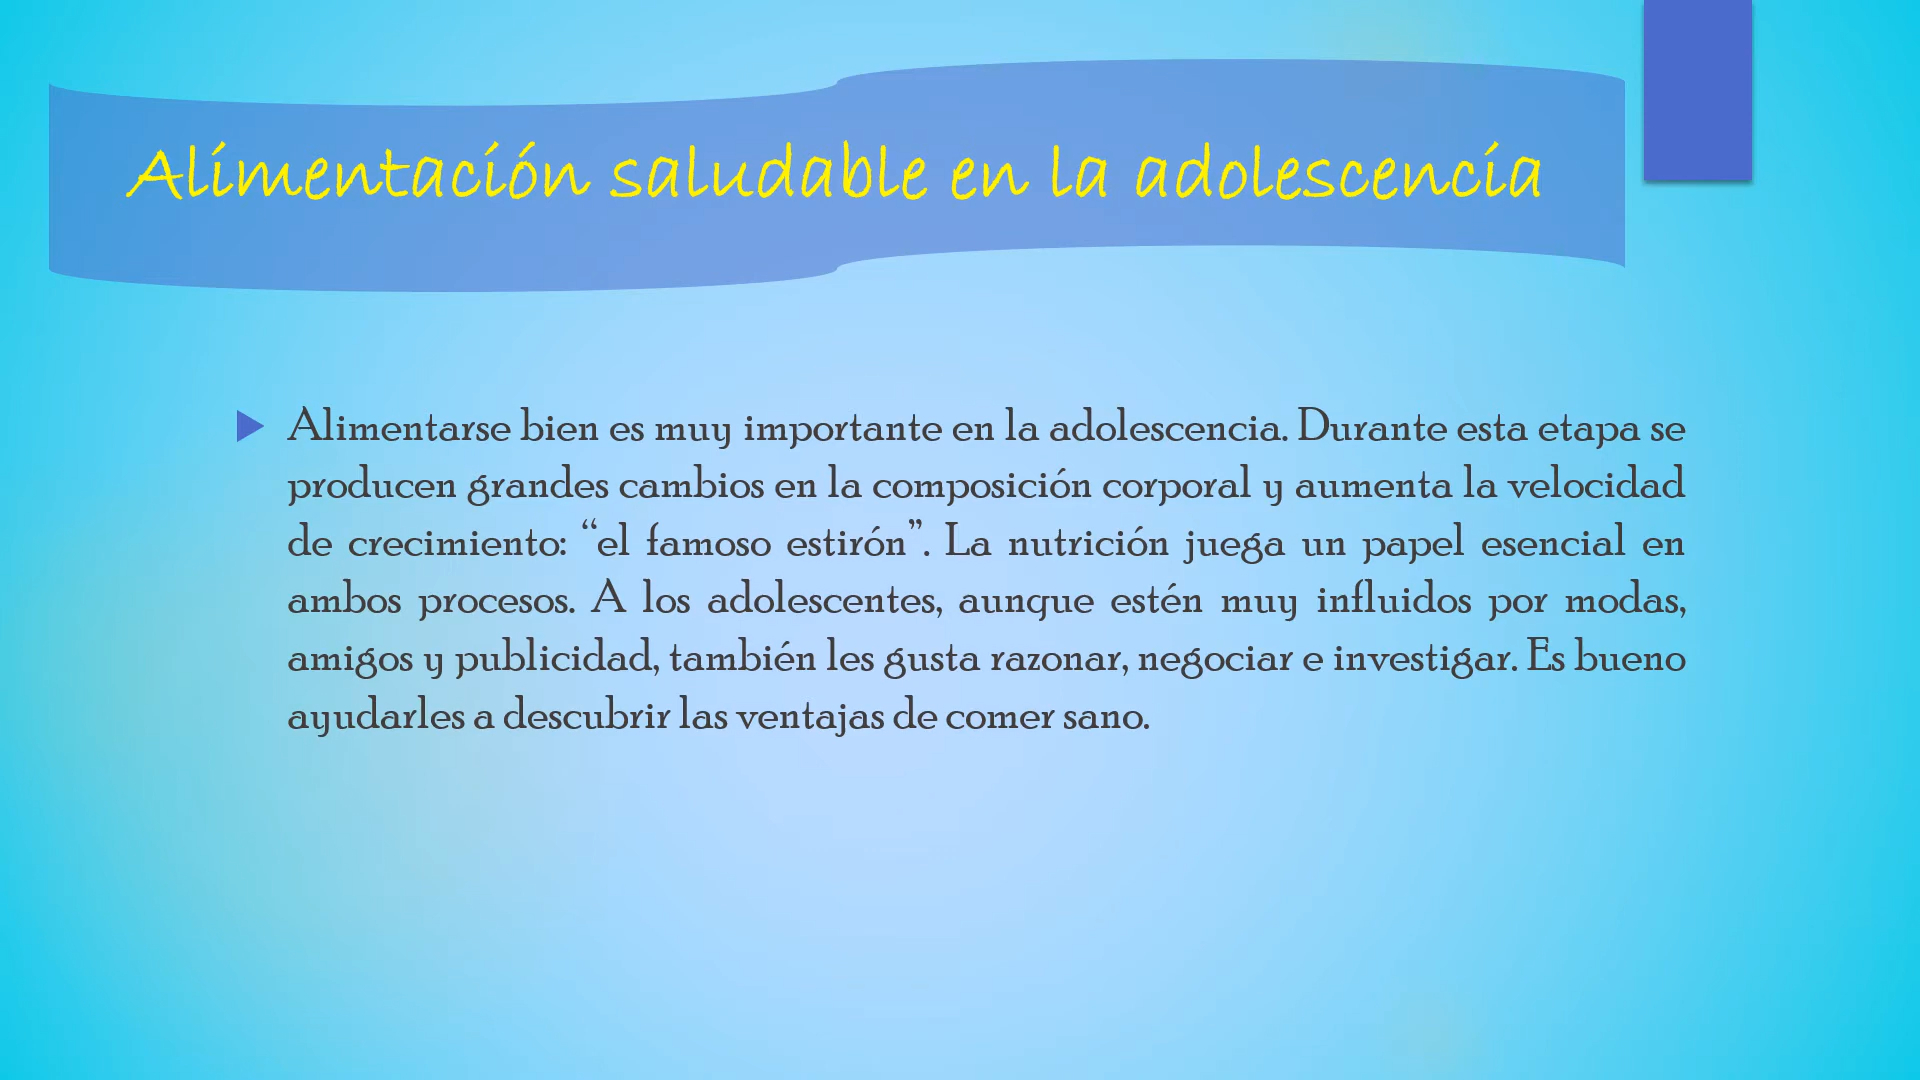 Alimentación saludable en la adolescencia
Alimentarse bien es muy importante en la adolescencia. Durante esta etapa se
producen grandes cambios en la composición corporal y aumenta la velocidad
de crecimiento: “el famoso estirón”. La nutrición juega un papel esencial en
ambos procesos. A los adolescentes, aunque estén muy influidos por modas,
amigos y publicidad, también les gusta razonar, negociar e investigar. Es bueno
ayudarles a descubrir las ventajas de comer sano.